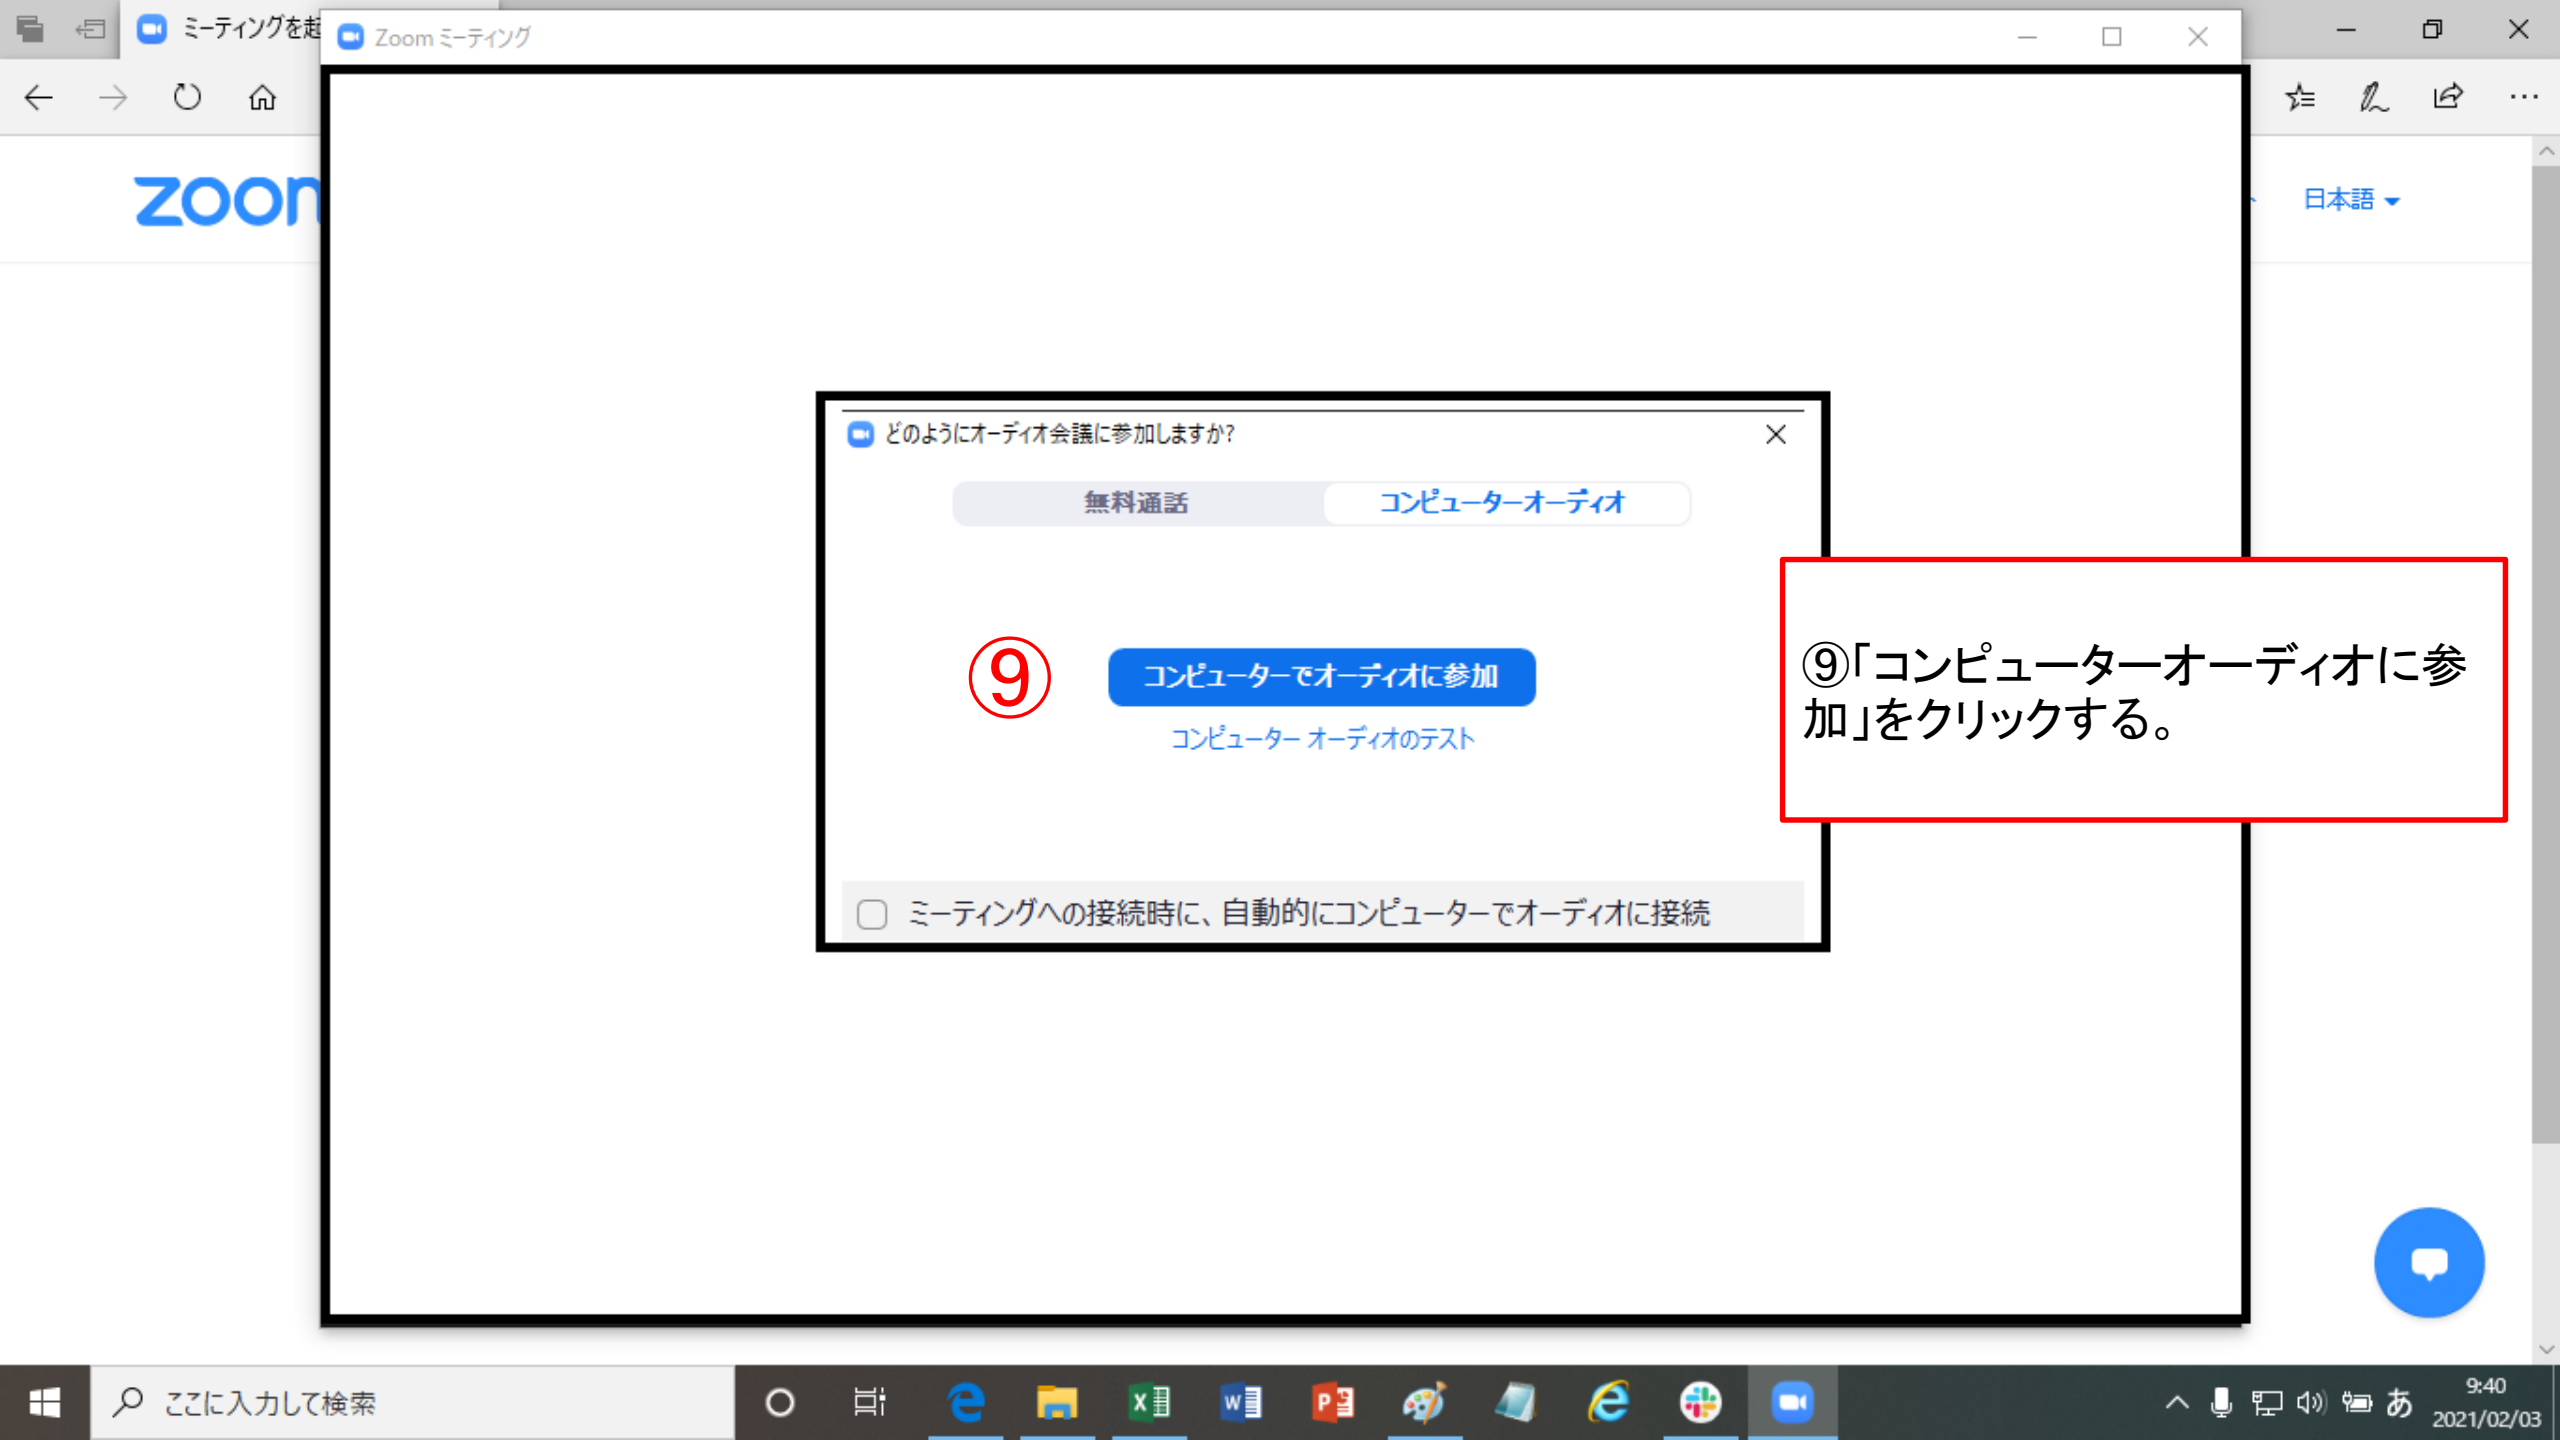 ミーティングを起
Zoom ミーティング
zoom
日本語
どのようにオーディオ会議に参加しますか?
無料通話
コンピューターオーディオ
⑨
コンピューターでオーディオに参加
コンピューター オーディオのテスト
⑨「コンピューターオーディオに参
加」をクリックする。
ミーティングへの接続時に、自動的にコンピューターでオーディオに接続
ここに入力して検索
あ
9:40
2021/02/03